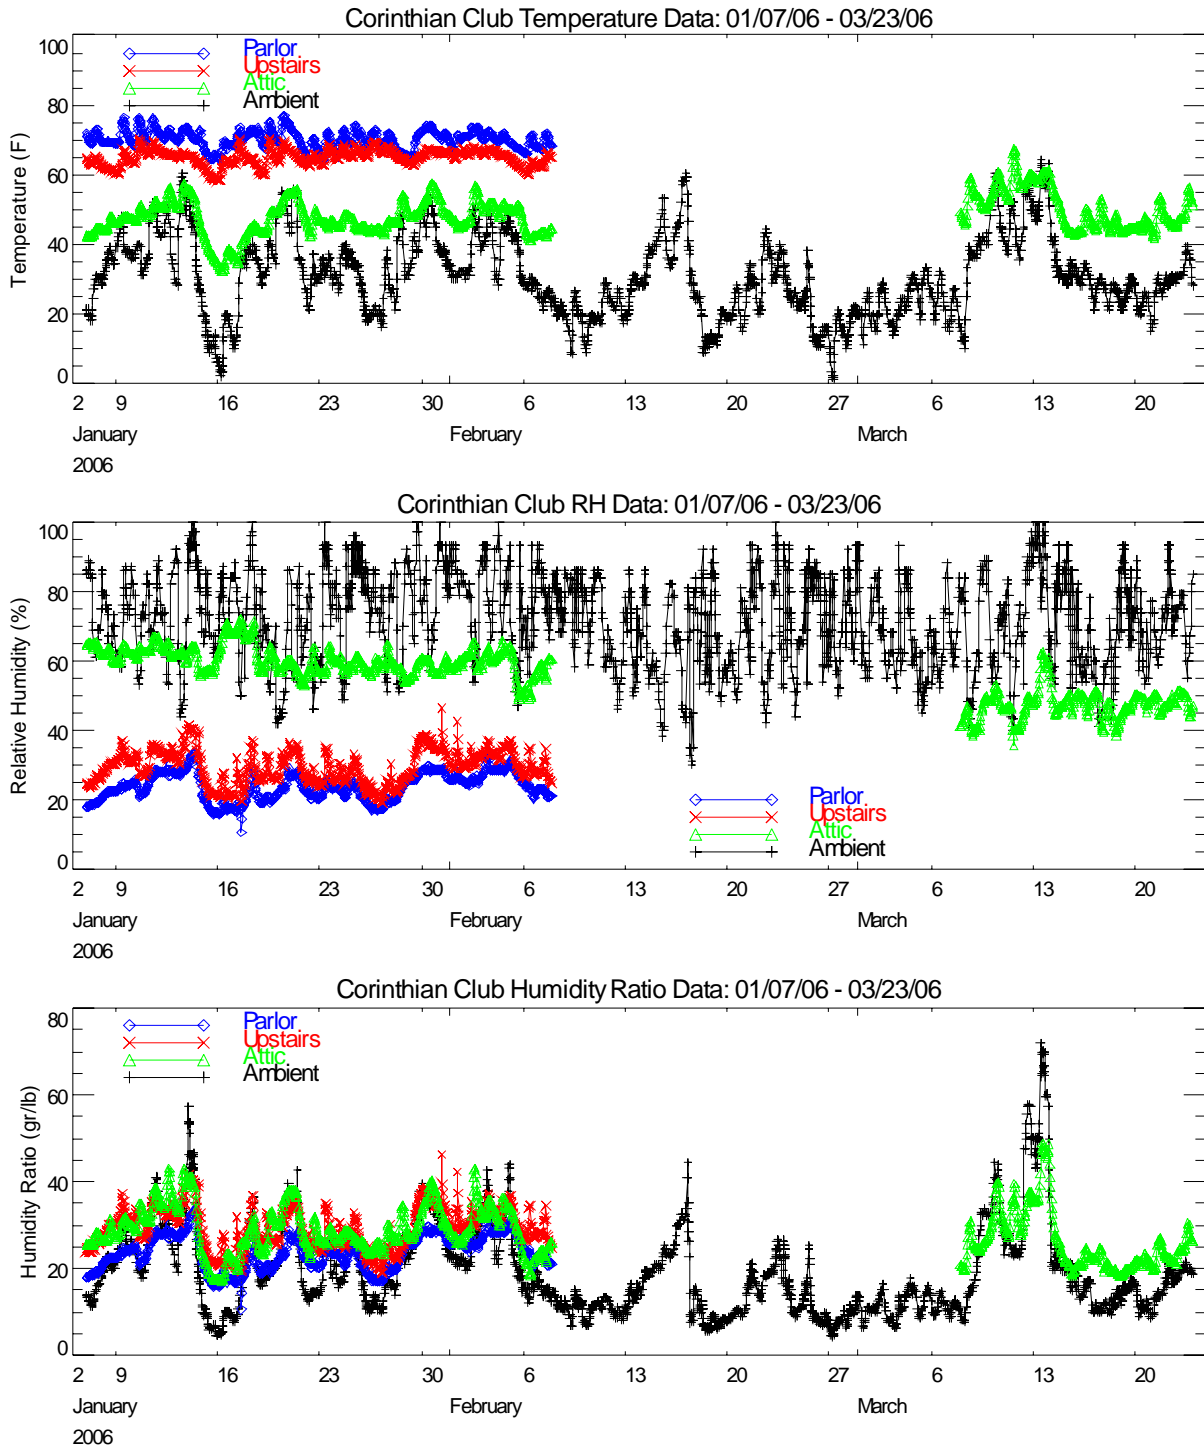 Corinthian Club Temperature Data: 01/07/06 - 03/23/06
100
80
60
40
20
0
Temperature (F)
Parlor
Upstairs
Attic
Ambient
2 9 16 23 30 6 13 20 27 6 13 20
January February March
2006
Corinthian Club RH Data: 01/07/06 - 03/23/06
100
80
60
40
20
0
Relative Humidity (%)
Parlor
Upstairs
Attic
Ambient
2 9 16 23 30 6 13 20 27 6 13 20
January February March
2006
Corinthian Club Humidity Ratio Data: 01/07/06 - 03/23/06
80
60
40
20
0
Humidity Ratio (gr/lb)
Parlor
Upstairs
Attic
Ambient
2 9 16 23 30 6 13 20 27 6 13 20
January February March
2006